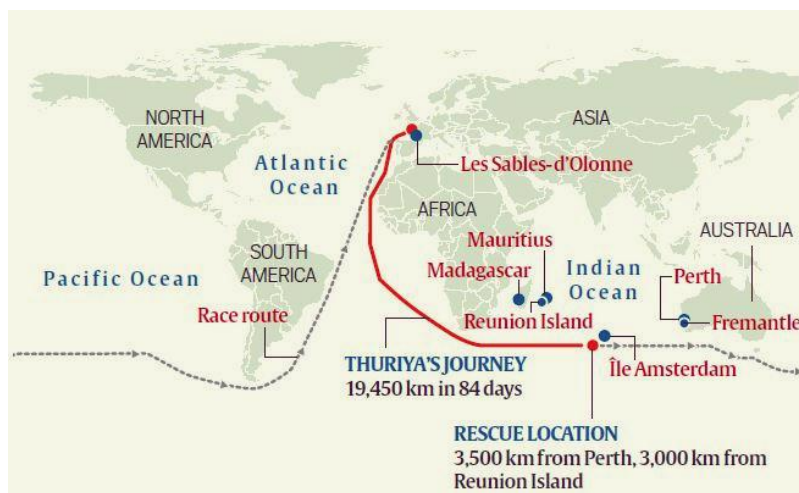 NORTH
AMERICA
ASIA
Atlantic
Ocean
Les Sables-d'Olonne
AFRICA
AUSTRALIA
Mauritius
SOUTH
AMERICA
Madagascar
Indian
Ocean
Perth
Pacific Ocean
Race route
Reunion Island
Fremantle
THURIYA'S JOURNEY
19,450 km in 84 days
Île Amsterdam
RESCUE LOCATION
3,500 km from Perth, 3,000 km from
Reunion Island